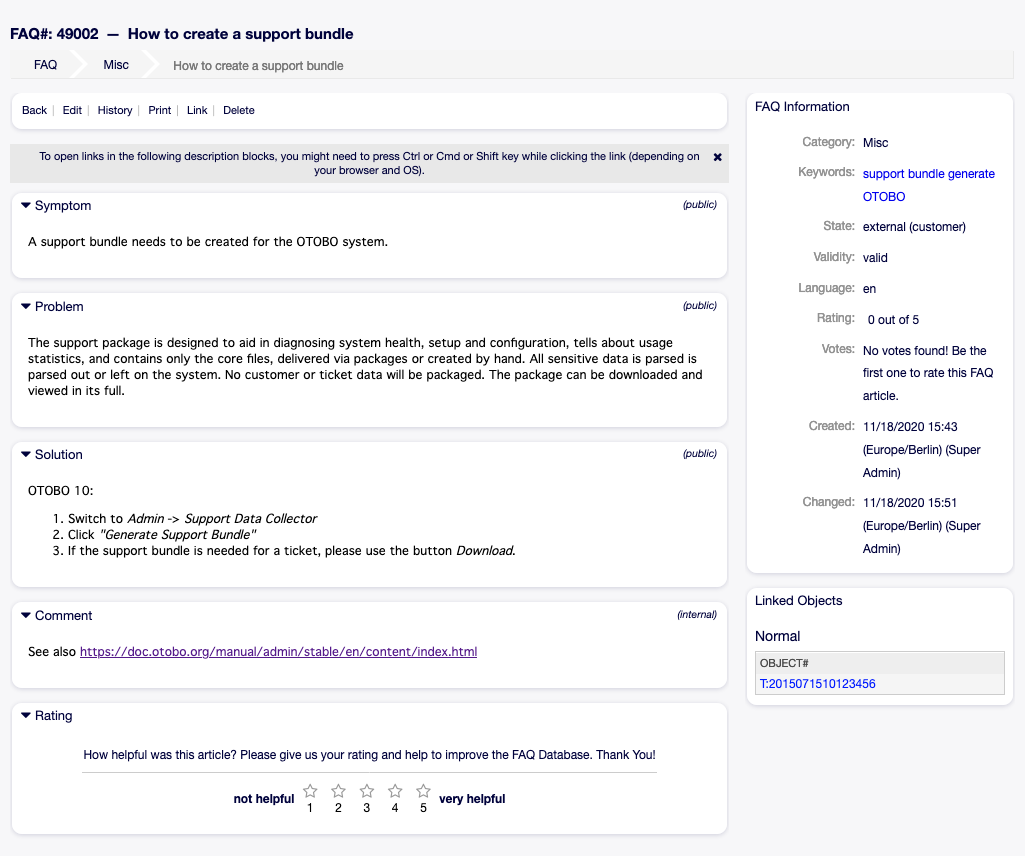 FAQ#: 49002 — How to create a support bundle
FAQ Misc How to create a support bundle
Back | Edit | History | Print | Link | Delete
To open links in the following description blocks, you might need to press Ctrl or Cmd or Shift key while clicking the link (depending on
your browser and OS).
Symptom (public)
A support bundle needs to be created for the OTOBO system.
Problem (public)
The support package is designed to aid in diagnosing system health, setup and configuration, tells about usage
statistics, and contains only the core files, delivered via packages or created by hand. All sensitive data is parsed is
parsed out or left on the system. No customer or ticket data will be packaged. The package can be downloaded and
viewed in its full.
Solution (public)
OTOBO 10:
1. Switch to Admin -> Support Data Collector
2. Click "Generate Support Bundle"
3. If the support bundle is needed for a ticket, please use the button Download.
Comment (internal)
See also https://doc.otobo.org/manual/admin/stable/en/content/index.html
Rating
How helpful was this article? Please give us your rating and help to improve the FAQ Database. Thank You!
not helpful 1 2 3 4 5 very helpful
FAQ Information
Category: Misc
Keywords: support bundle generate
OTOBO
State: external (customer)
Validity: valid
Language: en
Rating: 0 out of 5
Votes: No votes found! Be the
first one to rate this FAQ
article.
Created: 11/18/2020 15:43
(Europe/Berlin) (Super
Admin)
Changed: 11/18/2020 15:51
(Europe/Berlin) (Super
Admin)
Linked Objects
Normal
OBJECT#
T:2015071510123456